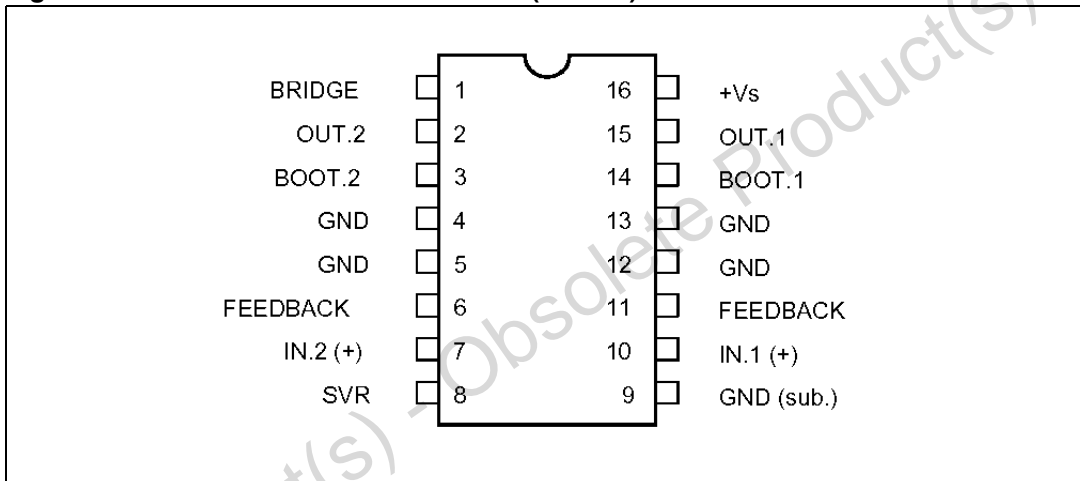 BRIDGE 1 16 +Vs
OUT.2 2 15 OUT.1
BOOT.2 3 14 BOOT.1
GND 4 13 GND
GND 5 12 GND
FEEDBACK 6 11 FEEDBACK
IN.2 (+) 7 10 IN.1 (+)
SVR 8 9 GND (sub.)
Obsolete Product(s)
t(s) -